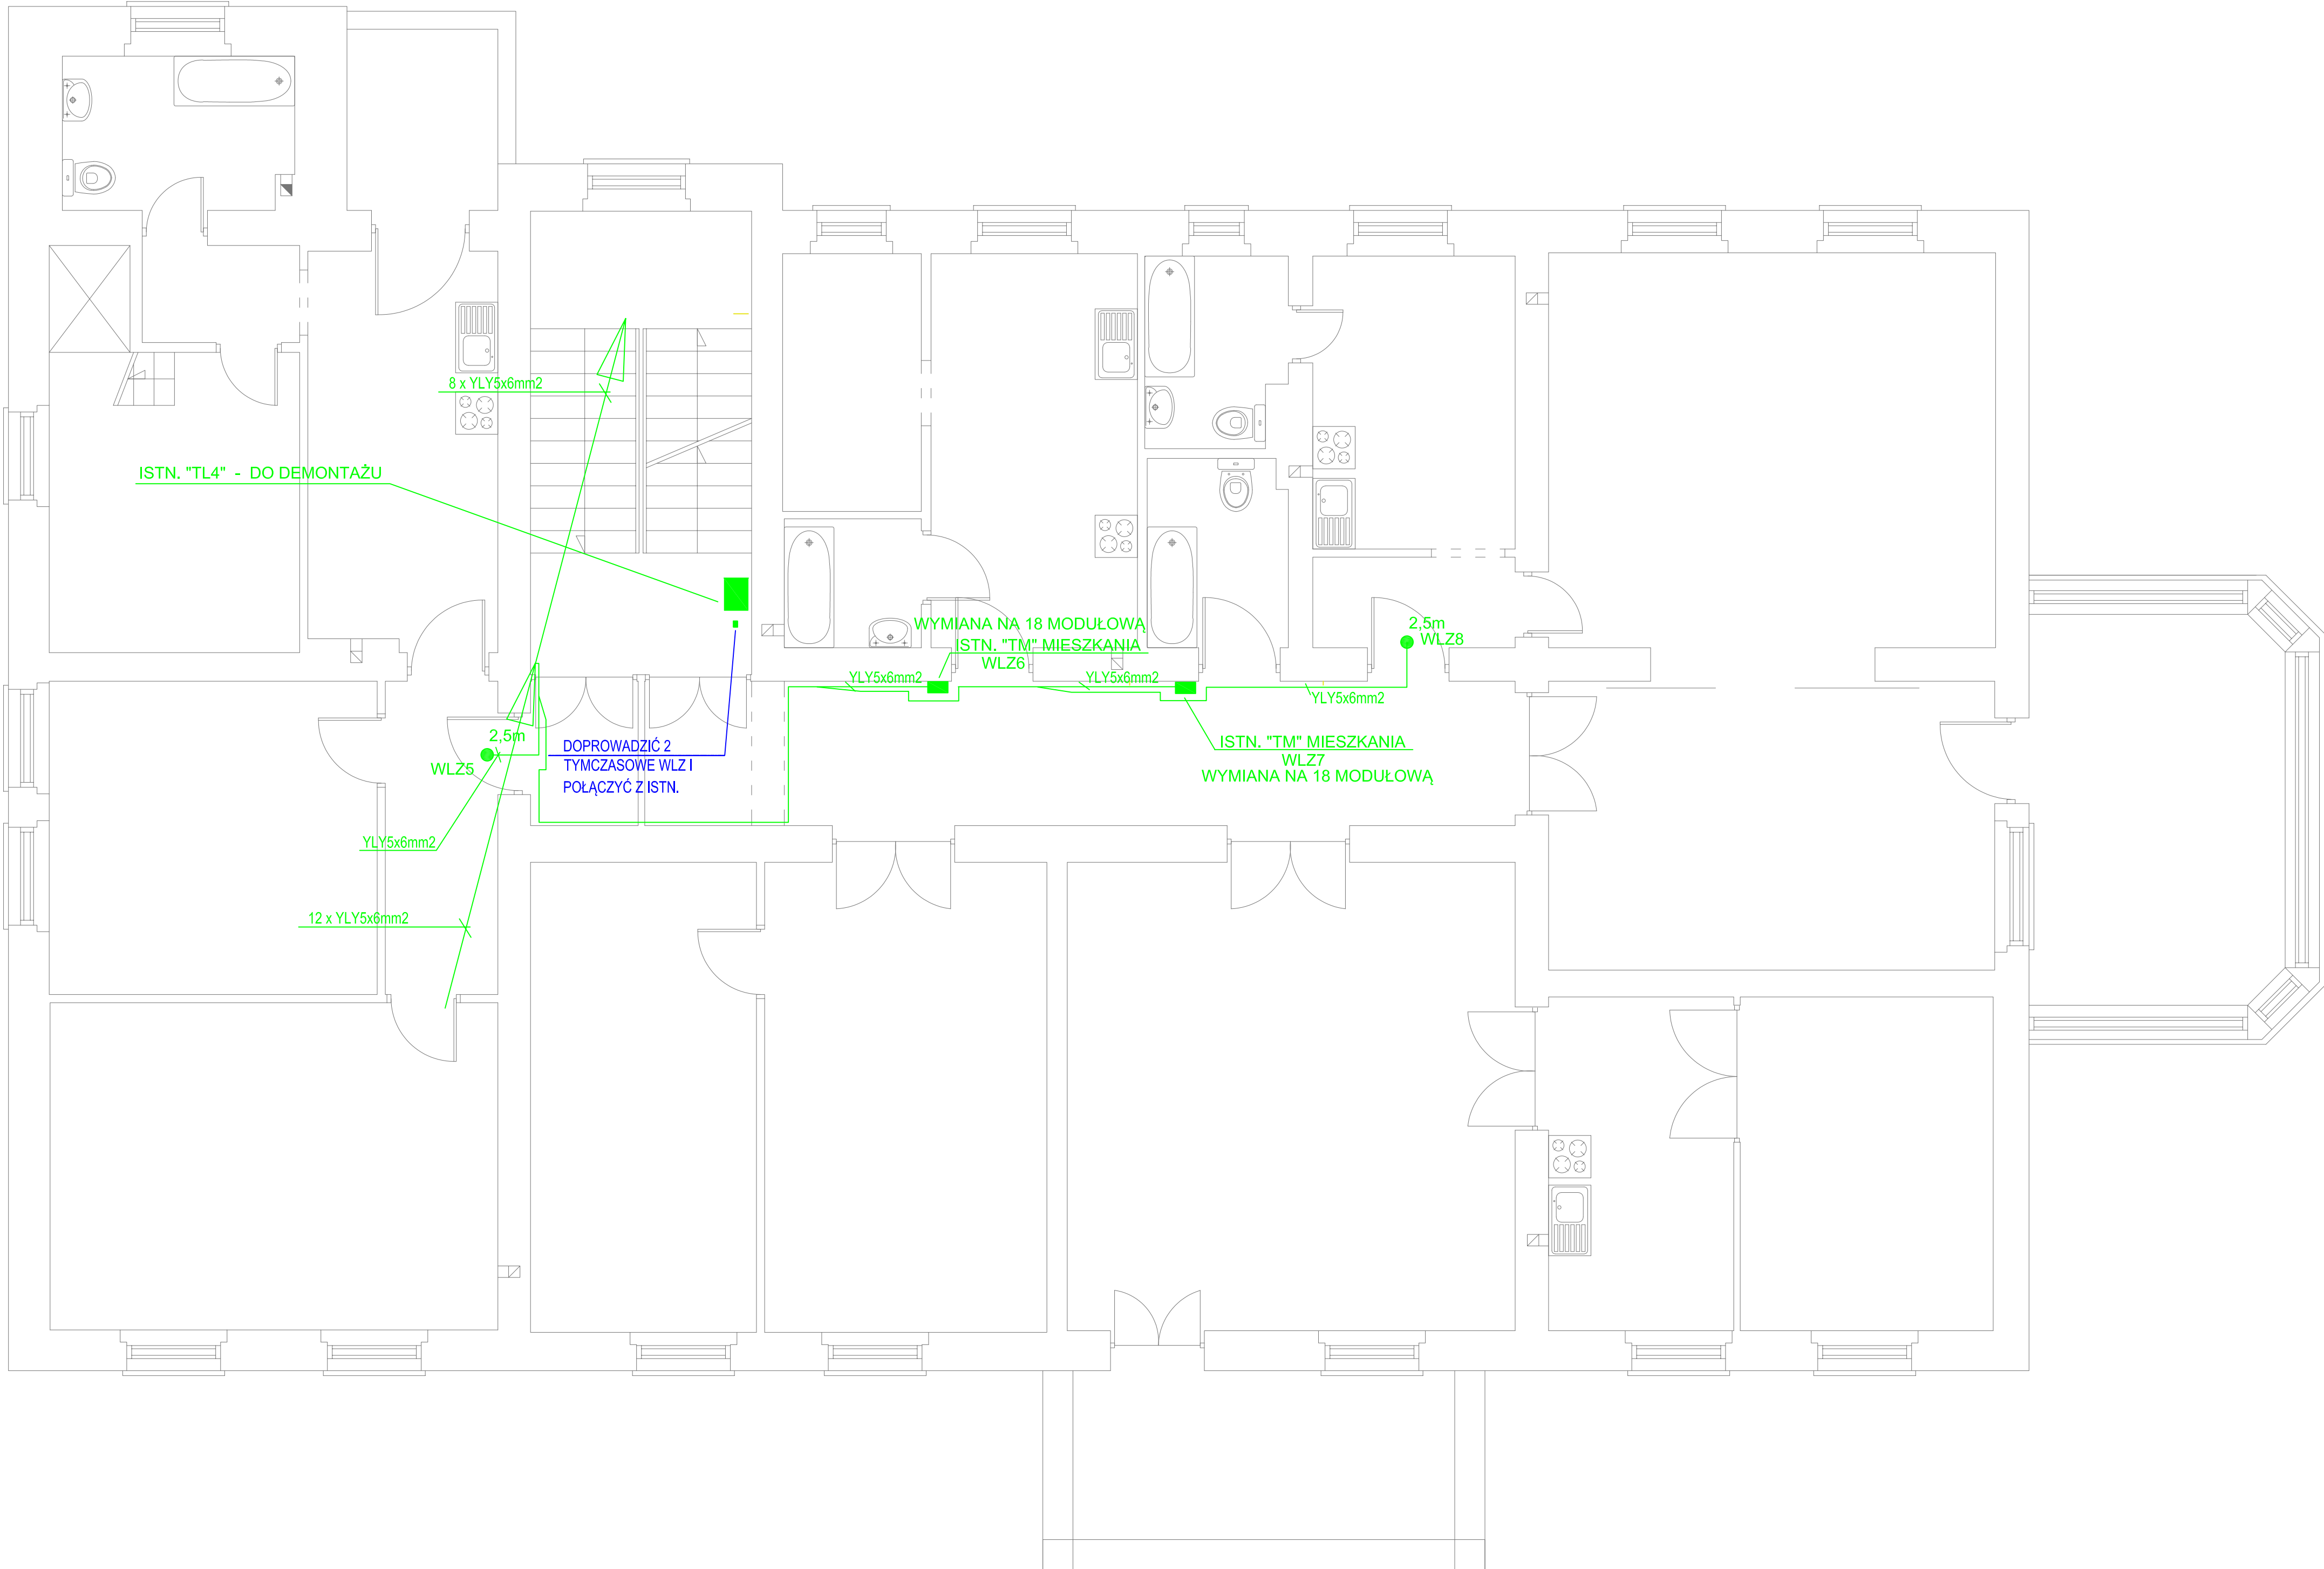 8 x YLY5x6mm2
ISTN. "TL4" - DO DEMONTAŻU
WYMIANA NA 18 MODUŁOWĄ
ISTN. "TM" MIESZKANIA
WLZ6
2,5m
WLZ8
YLY5x6mm2
YLY5x6mm2
YLY5x6mm2
2,5m
WLZ5
DOPROWADZIĆ 2
TYMCZASOWE WLZ I
POŁĄCZYĆ Z ISTN.
ISTN. "TM" MIESZKANIA
WLZ7
WYMIANA NA 18 MODUŁOWĄ
YLY5x6mm2
12 x YLY5x6mm2